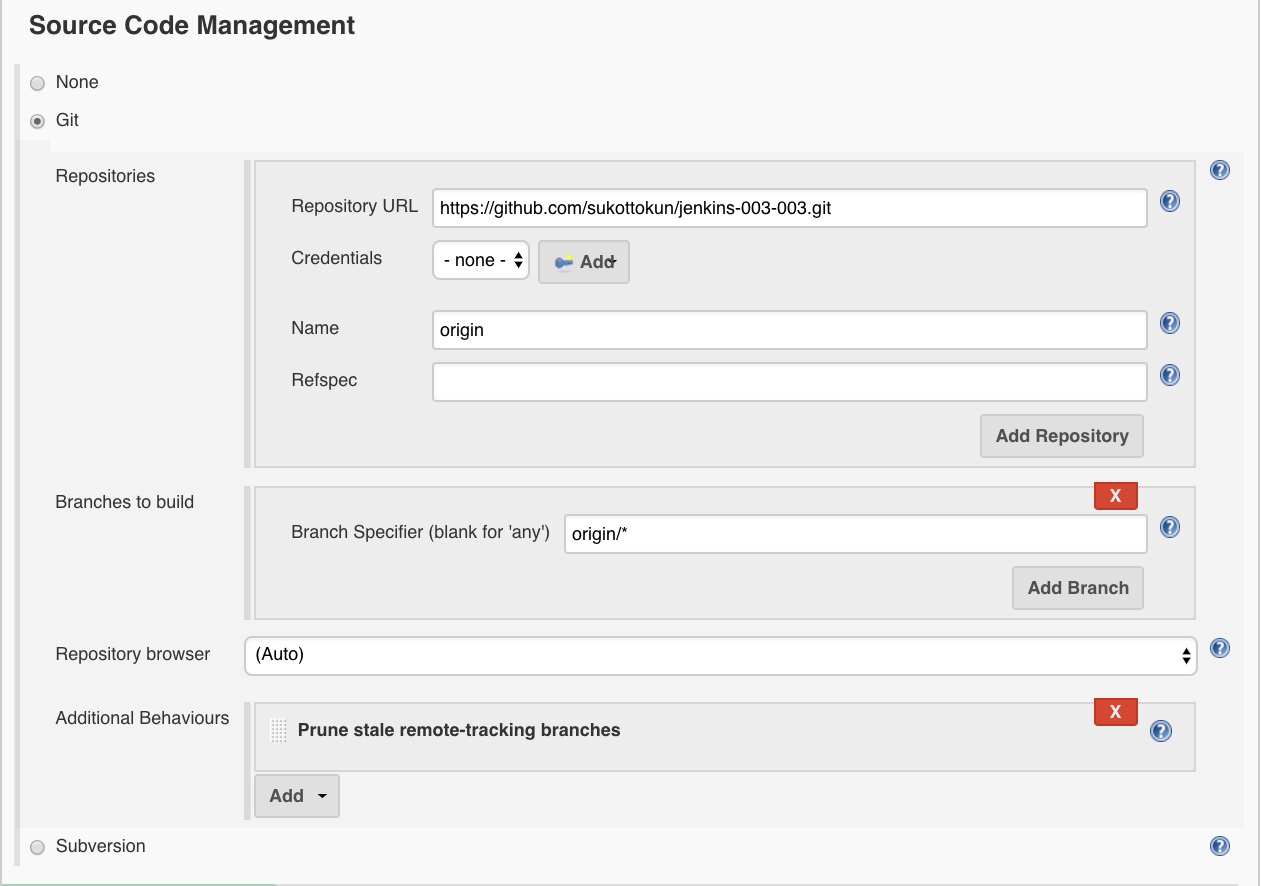 Source Code Management
None
Git
Repositories
Repository URL https://github.com/sukottokun/jenkins-003-003.git
Credentials - none - Add
Name origin
Refspec
Add Repository
Branches to build
X
Branch Specifier (blank for 'any') origin/*
Add Branch
Repository browser (Auto)
Additional Behaviours
X
Prune stale remote-tracking branches
Add
Subversion